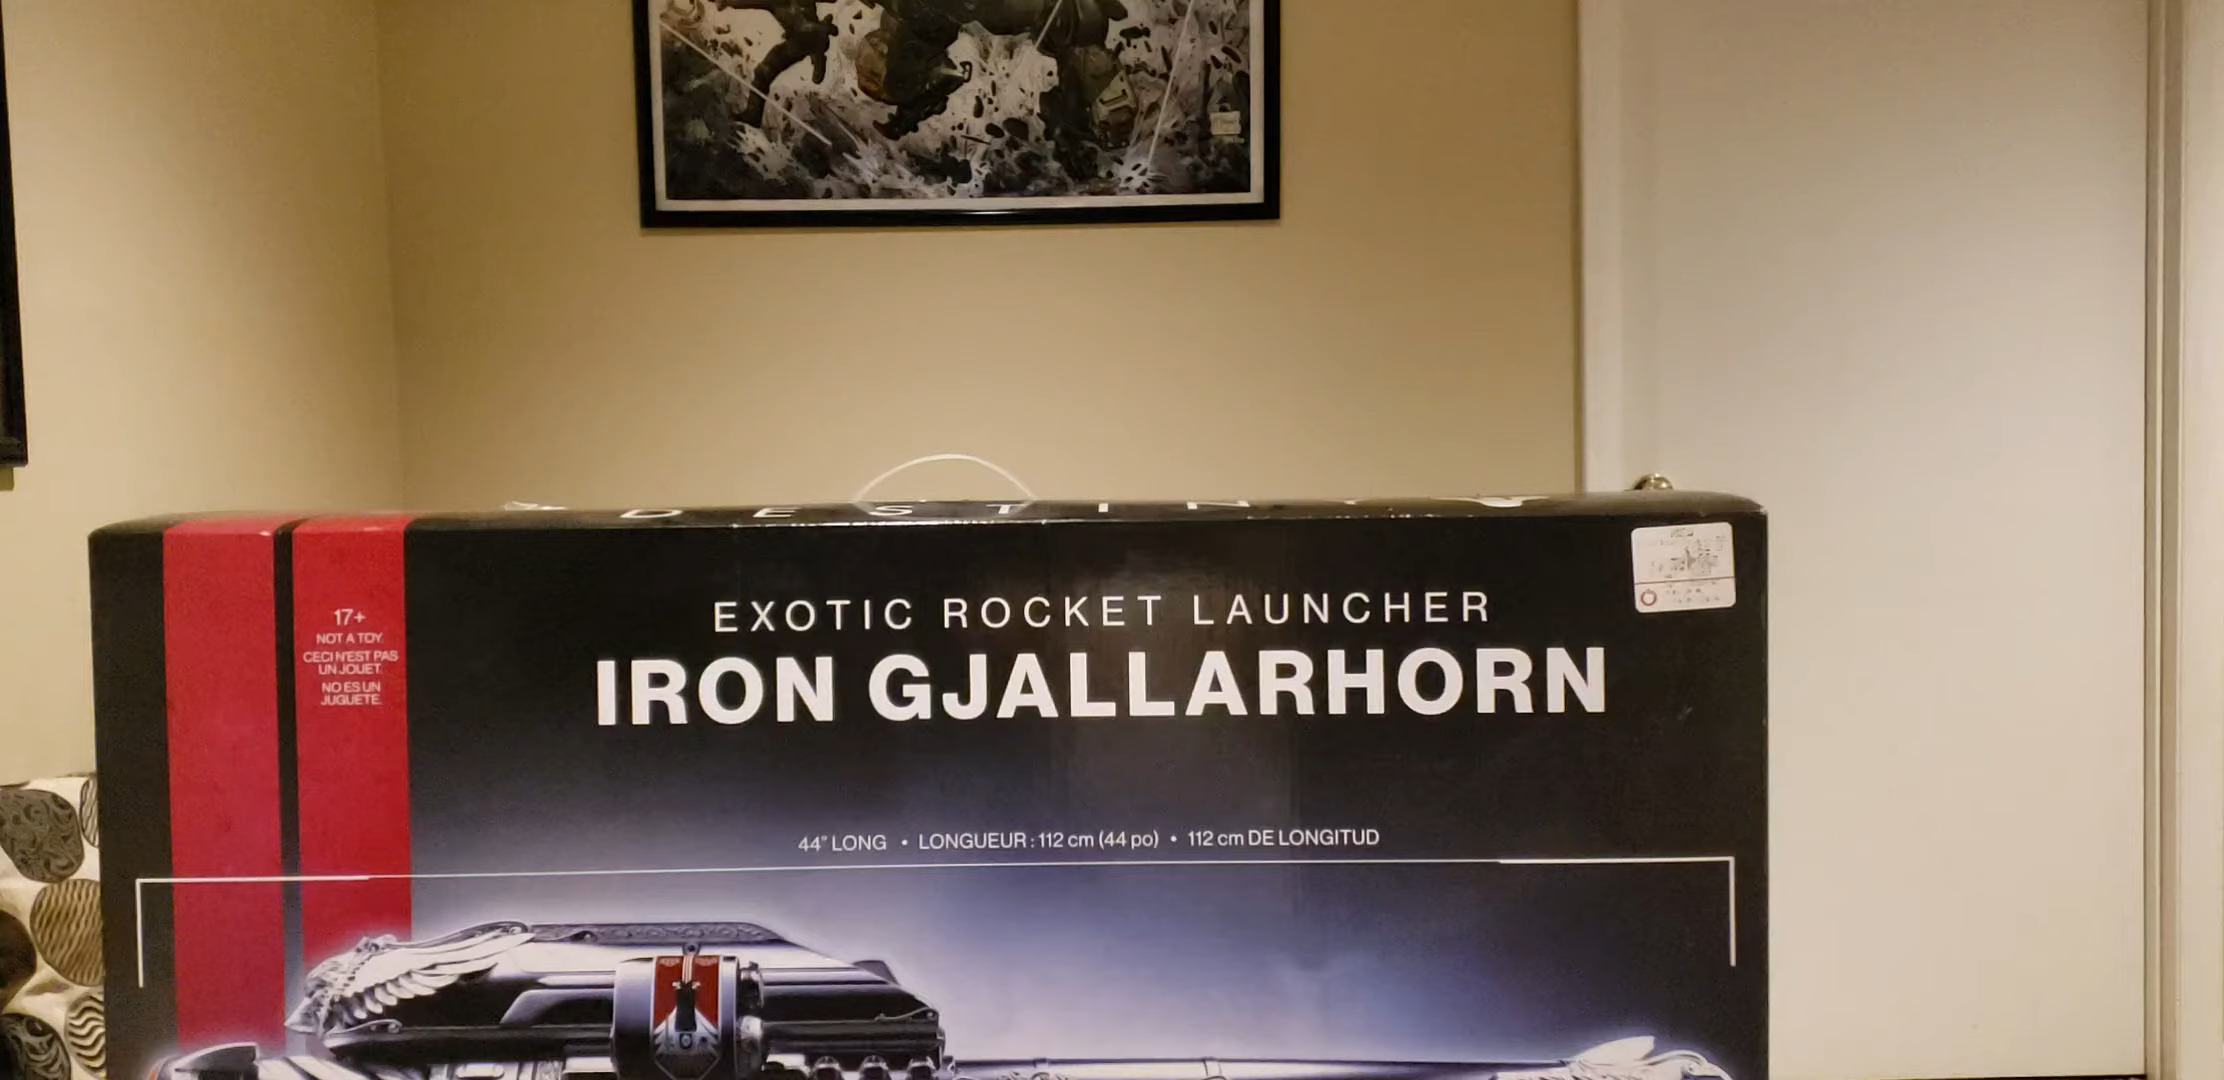 DESTINY
EXOTIC ROCKET LAUNCHER
IRON GJALLARHORN
17+
NOT A TOY.
CECI N'EST PAS
UN JOUET.
NO ES UN
JUGUETE.
44" LONG • LONGUEUR : 112 cm (44 po) • 112 cm DE LONGITUD